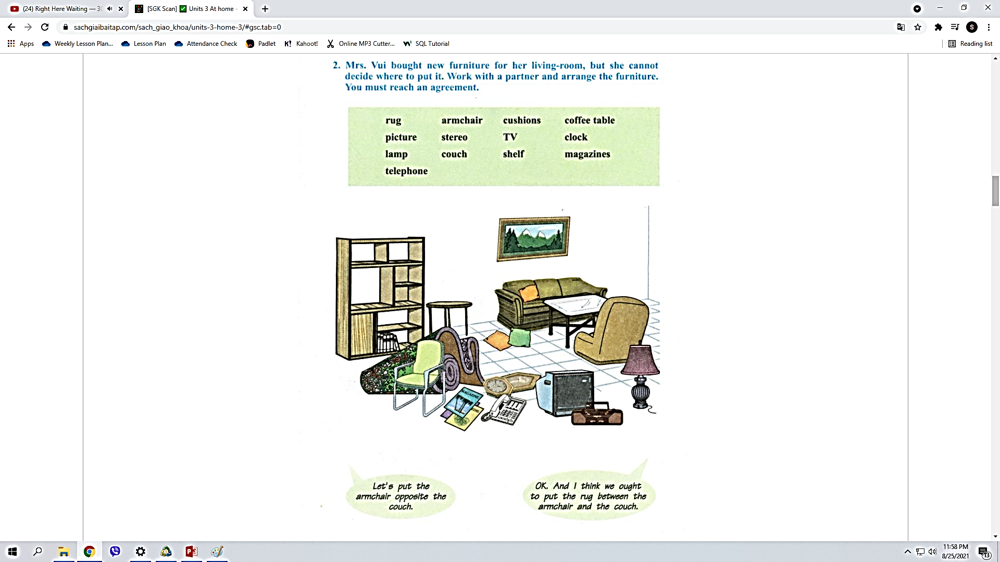 (24) Right Here Waiting — 3
[SGK Scan] ✅ Units 3 At home -
sachgiaibaitap.com/sach_giao_khoa/units-3-home-3/#gsc.tab=0
S
Apps
Weekly Lesson Plan...
Lesson Plan
Attendance Check
Padlet
K! Kahoot!
Online MP3 Cutter...
W³ SQL Tutorial
Reading list
2. Mrs. Vui bought new furniture for her living-room, but she cannot
decide where to put it. Work with a partner and arrange the furniture.
You must reach an agreement.
rug armchair cushions coffee table
picture stereo TV clock
lamp couch shelf magazines
telephone
MAGAZINE
Let's put the
armchair opposite the
couch.
OK. And I think we ought
to put the rug between the
armchair and the couch.
11:58 PM
8/25/2021
13